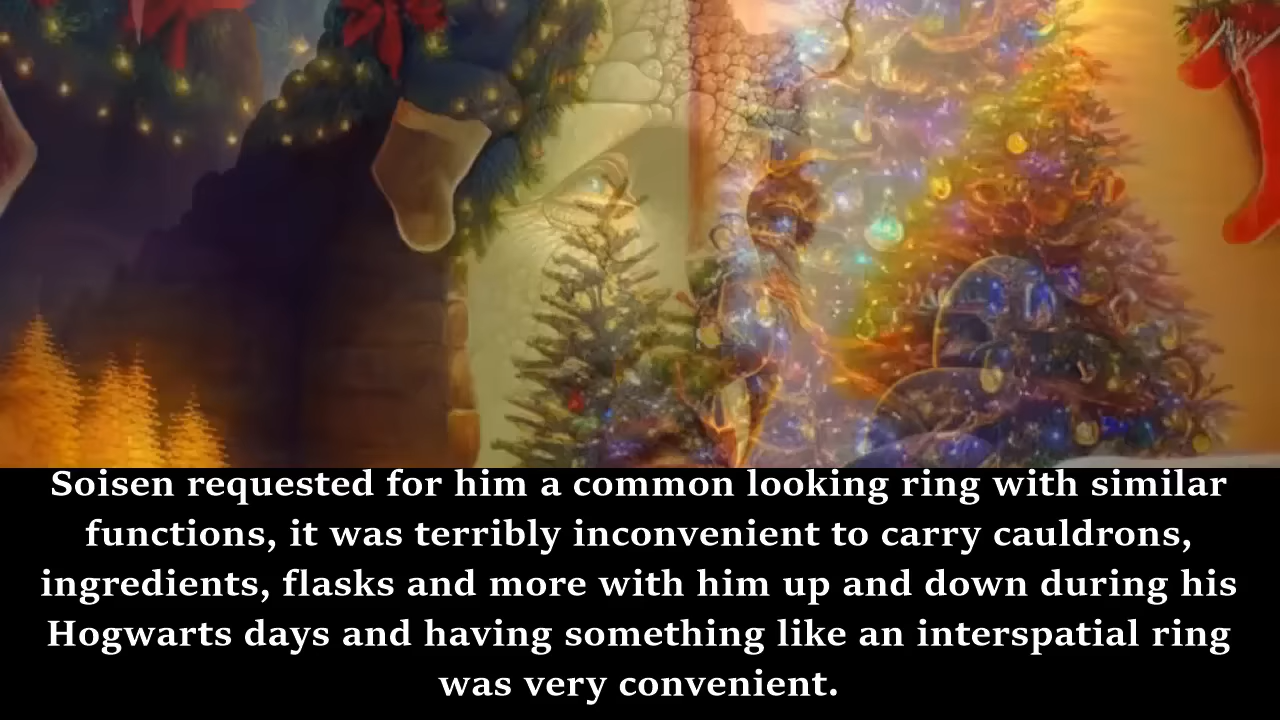 Soisen requested for him a common looking ring with similar
functions, it was terribly inconvenient to carry cauldrons,
ingredients, flasks and more with him up and down during his
Hogwarts days and having something like an interspatial ring
was very convenient.